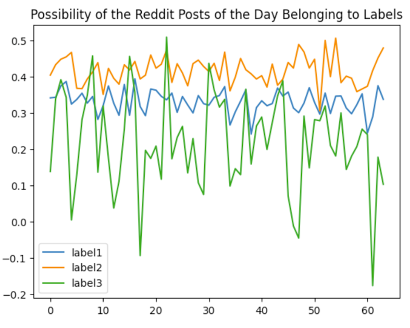 Possibility of the Reddit Posts of the Day Belonging to Labels
0.5
0.4
0.3
0.2
0.1
0.0
−0.1
−0.2
label1
label2
label3
0 10 20 30 40 50 60